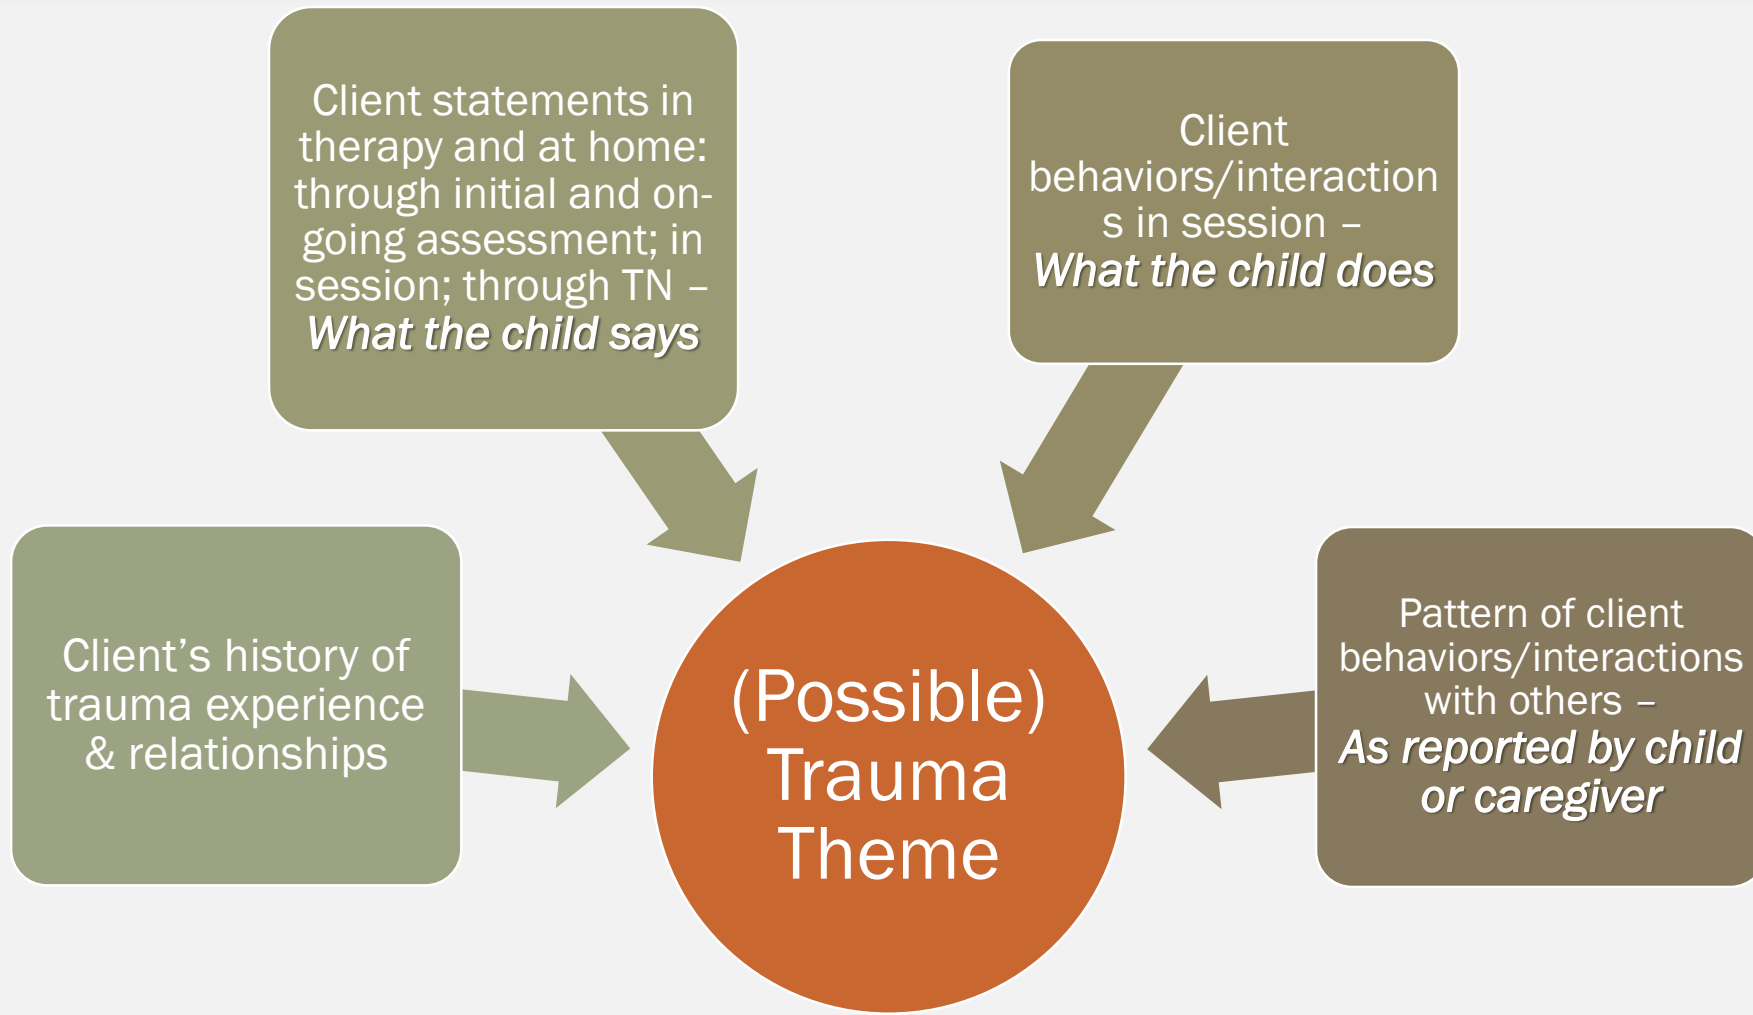 Client statements in
therapy and at home:
through initial and on-
going assessment; in
session; through TN –
What the child says
Client
behaviors/interaction
s in session –
What the child does
Client’s history of
trauma experience
& relationships
(Possible)
Trauma
Theme
Pattern of client
behaviors/interactions
with others –
As reported by child
or caregiver